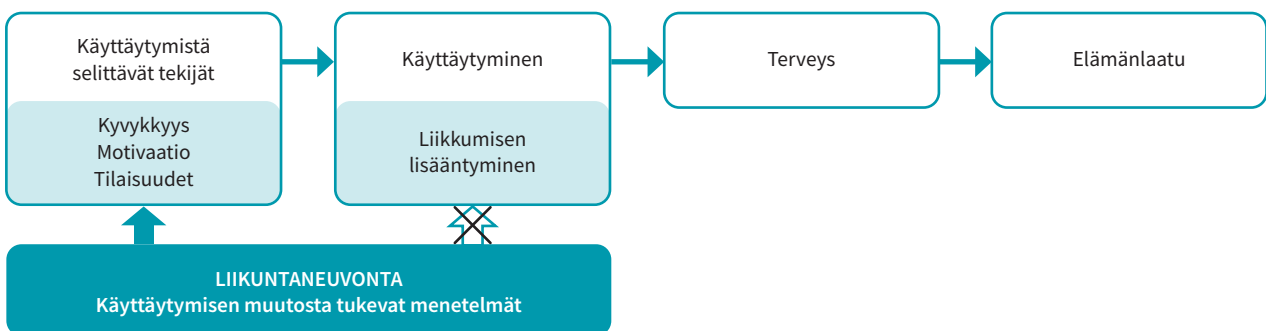 Käyttäytymistä
selittävät tekijät
Kyvykkyys
Motivaatio
Tilaisuudet
Käyttäytyminen
Liikkumisen
lisääntyminen
Terveys
Elämänlaatu
LIIKUNTANEUVONTA
Käyttäytymisen muutosta tukevat menetelmät